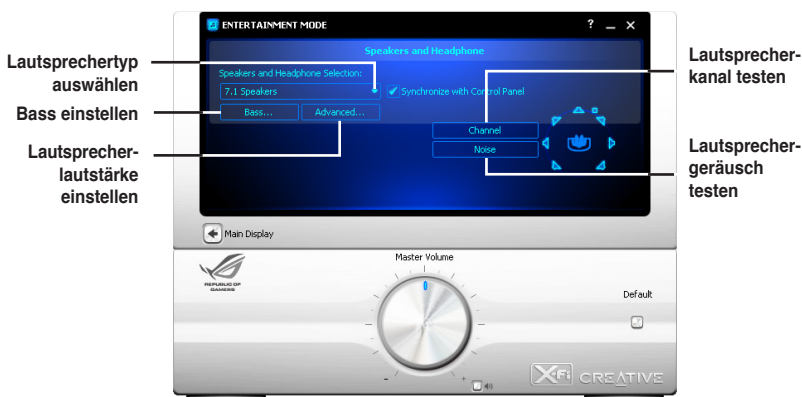 ENTERTAINMENT MODE
? _ X
Speakers and Headphone
Lautsprechertyp
auswählen
Speakers and Headphone Selection:
7.1 Speakers
Synchronize with Control Panel
Bass einstellen
Bass...
Advanced...
Lautsprecher-
lautstärke
einstellen
Channel
Noise
Lautsprecher-
kanal testen
Lautsprecher-
geräusch
testen
Main Display
REPUBLIC OF
GAMERS
Master Volume
- +
Default
X-Fi CREATIVE